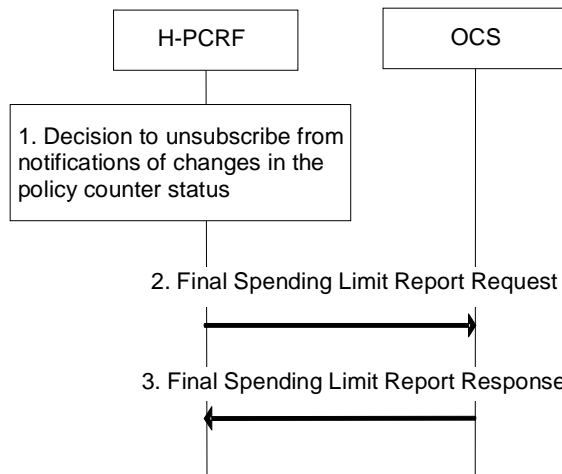 H-PCRF
OCS
1. Decision to unsubscribe from
notifications of changes in the
policy counter status
2. Final Spending Limit Report Request
3. Final Spending Limit Report Response